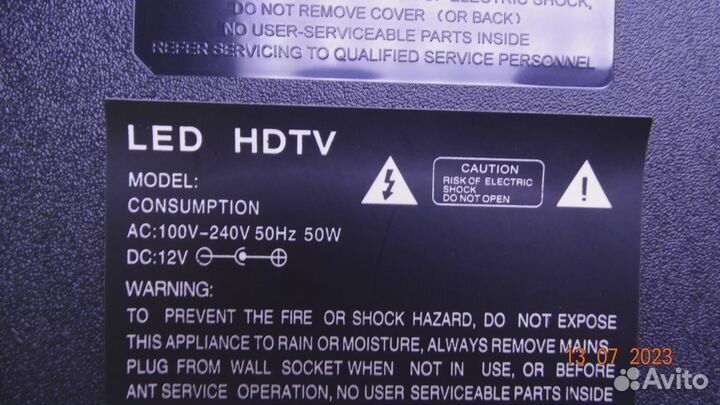 OF ELECTRIC SHOCK,
DO NOT REMOVE COVER (OR BACK)
NO USER-SERVICEABLE PARTS INSIDE
REFER SERVICING TO QUALIFIED SERVICE PERSONNEL
LED HDTV
MODEL:
CONSUMPTION
AC:100V-240V 50Hz 50W
DC:12V
CAUTION
RISK OF ELECTRIC
SHOCK
DO NOT OPEN
WARNING:
TO PREVENT THE FIRE OR SHOCK HAZARD, DO NOT EXPOSE
THIS APPLIANCE TO RAIN OR MOISTURE, ALWAYS REMOVE MAINS
PLUG FROM WALL SOCKET WHEN NOT IN USE, OR BEFORE
ANT SERVICE OPERATION, NO USER SERVICEABLE PARTS INSIDE
13 07 2023
Avito